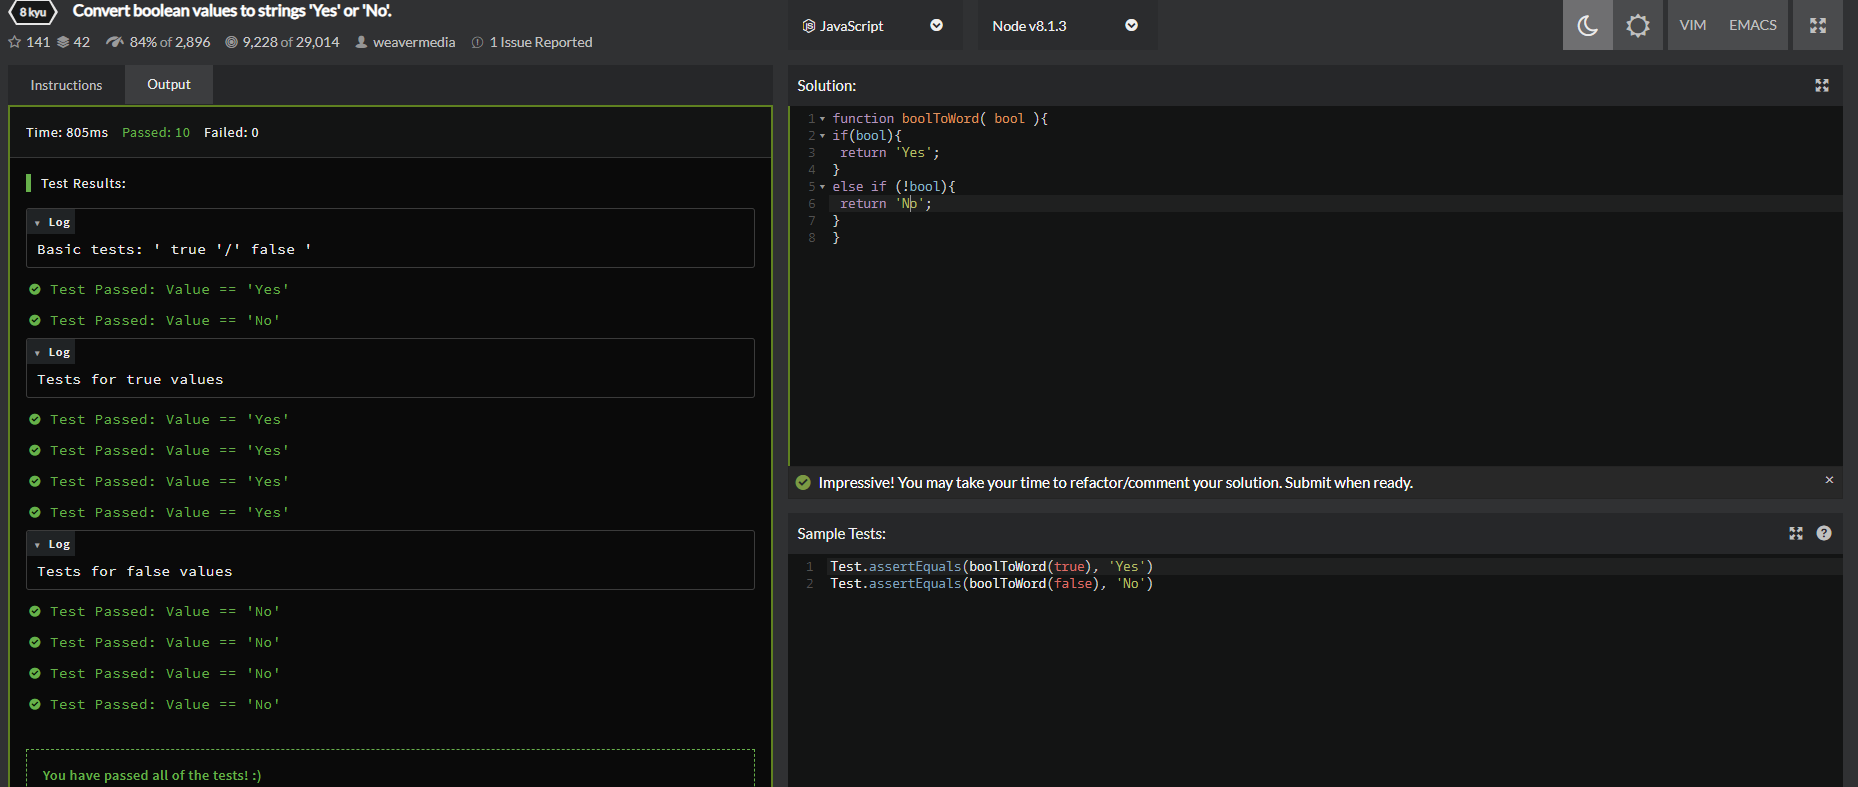 8 kyu Convert boolean values to strings 'Yes' or 'No'.
141 42 84% of 2,896 9,228 of 29,014 weavermedia 1 Issue Reported
JavaScript Node v8.1.3 VIM EMACS
Instructions Output
Time: 805ms Passed: 10 Failed: 0
Test Results:
Log
Basic tests: ' true '/' false '
Test Passed: Value == 'Yes'
Test Passed: Value == 'No'
Log
Tests for true values
Test Passed: Value == 'Yes'
Test Passed: Value == 'Yes'
Test Passed: Value == 'Yes'
Test Passed: Value == 'Yes'
Log
Tests for false values
Test Passed: Value == 'No'
Test Passed: Value == 'No'
Test Passed: Value == 'No'
Test Passed: Value == 'No'
You have passed all of the tests! :)
Solution:
1 function boolToWord( bool ){
2 if(bool){
3 return 'Yes';
4 }
5 else if (!bool){
6 return 'No';
7 }
8 }
Impressive! You may take your time to refactor/comment your solution. Submit when ready. ×
Sample Tests: ?
1 Test.assertEquals(boolToWord(true), 'Yes')
2 Test.assertEquals(boolToWord(false), 'No')